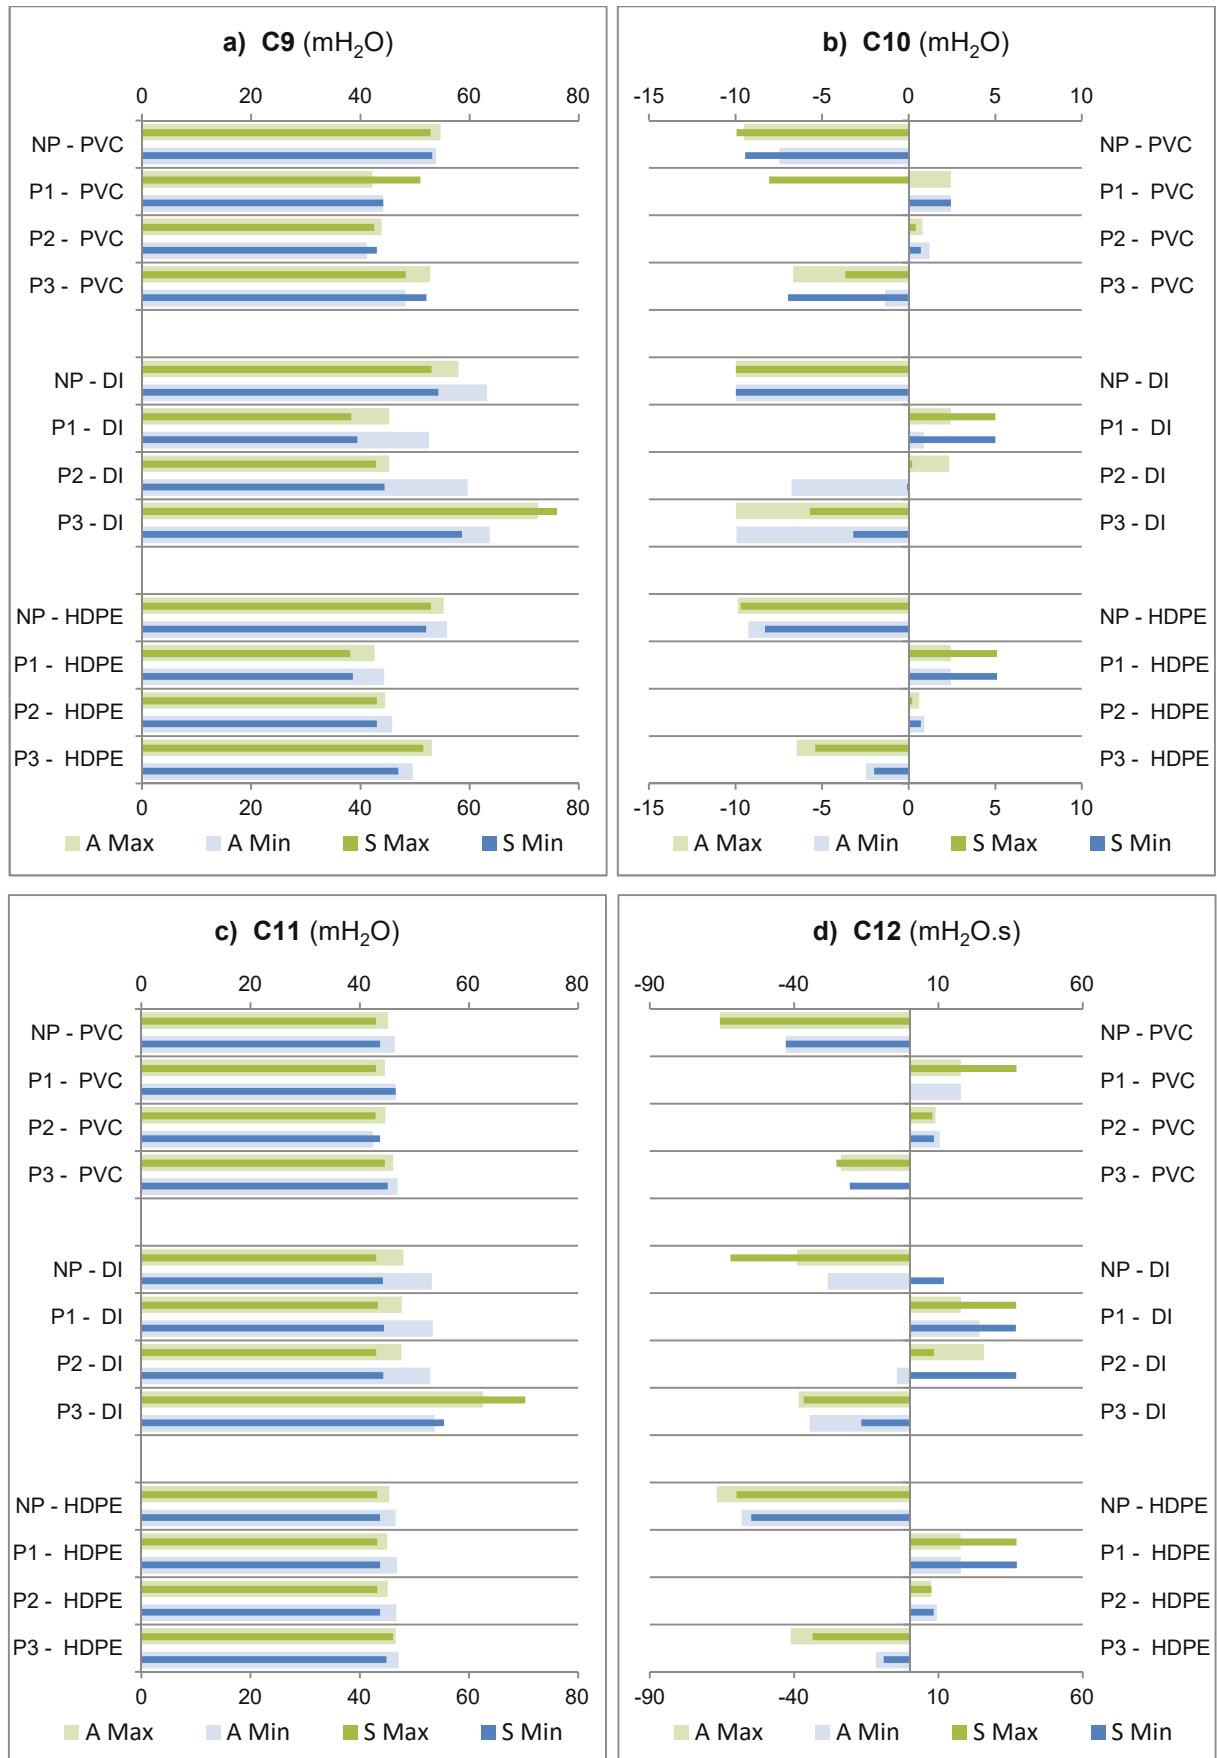 a) C9 (mH₂O)
0 20 40 60 80
NP - PVC
P1 - PVC
P2 - PVC
P3 - PVC
NP - DI
P1 - DI
P2 - DI
P3 - DI
NP - HDPE
P1 - HDPE
P2 - HDPE
P3 - HDPE
0 20 40 60 80
A Max A Min S Max S Min
b) C10 (mH₂O)
-15 -10 -5 0 5 10
NP - PVC
P1 - PVC
P2 - PVC
P3 - PVC
NP - DI
P1 - DI
P2 - DI
P3 - DI
NP - HDPE
P1 - HDPE
P2 - HDPE
P3 - HDPE
-15 -10 -5 0 5 10
A Max A Min S Max S Min
c) C11 (mH₂O)
0 20 40 60 80
NP - PVC
P1 - PVC
P2 - PVC
P3 - PVC
NP - DI
P1 - DI
P2 - DI
P3 - DI
NP - HDPE
P1 - HDPE
P2 - HDPE
P3 - HDPE
0 20 40 60 80
A Max A Min S Max S Min
d) C12 (mH₂O.s)
-90 -40 10 60
NP - PVC
P1 - PVC
P2 - PVC
P3 - PVC
NP - DI
P1 - DI
P2 - DI
P3 - DI
NP - HDPE
P1 - HDPE
P2 - HDPE
P3 - HDPE
-90 -40 10 60
A Max A Min S Max S Min